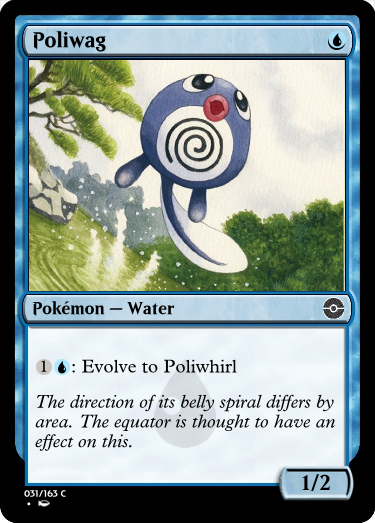 Poliwag
Pokémon — Water
1: Evolve to Poliwhirl
The direction of its belly spiral differs by
area. The equator is thought to have an
effect on this.
1/2
031/163 C